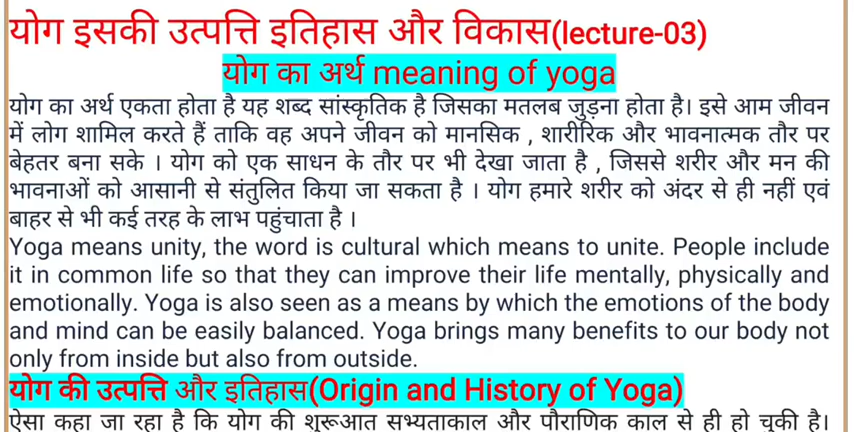 योग इसकी उत्पत्ति इतिहास और विकास(lecture-03)
योग का अर्थ meaning of yoga
योग का अर्थ एकता होता है यह शब्द सांस्कृतिक है जिसका मतलब जुड़ना होता है। इसे आम जीवन
में लोग शामिल करते हैं ताकि वह अपने जीवन को मानसिक , शारीरिक और भावनात्मक तौर पर
बेहतर बना सके । योग को एक साधन के तौर पर भी देखा जाता है , जिससे शरीर और मन की
भावनाओं को आसानी से संतुलित किया जा सकता है । योग हमारे शरीर को अंदर से ही नहीं एवं
बाहर से भी कई तरह के लाभ पहुंचाता है ।
Yoga means unity, the word is cultural which means to unite. People include
it in common life so that they can improve their life mentally, physically and
emotionally. Yoga is also seen as a means by which the emotions of the body
and mind can be easily balanced. Yoga brings many benefits to our body not
only from inside but also from outside.
योग की उत्पत्ति और इतिहास(Origin and History of Yoga)
ऐसा कहा जा रहा है कि योग की शुरूआत सभ्यताकाल और पौराणिक काल से ही हो चुकी है।